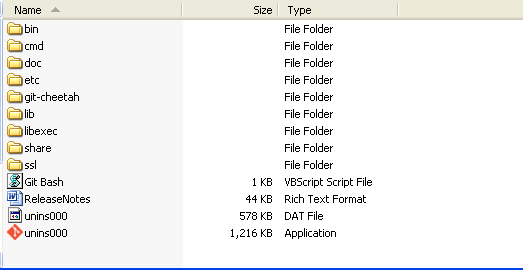 Name Size Type
bin File Folder
cmd File Folder
doc File Folder
etc File Folder
git-cheetah File Folder
lib File Folder
libexec File Folder
share File Folder
ssl File Folder
Git Bash 1 KB VBScript Script File
ReleaseNotes 44 KB Rich Text Format
unins000 578 KB DAT File
unins000 1,216 KB Application